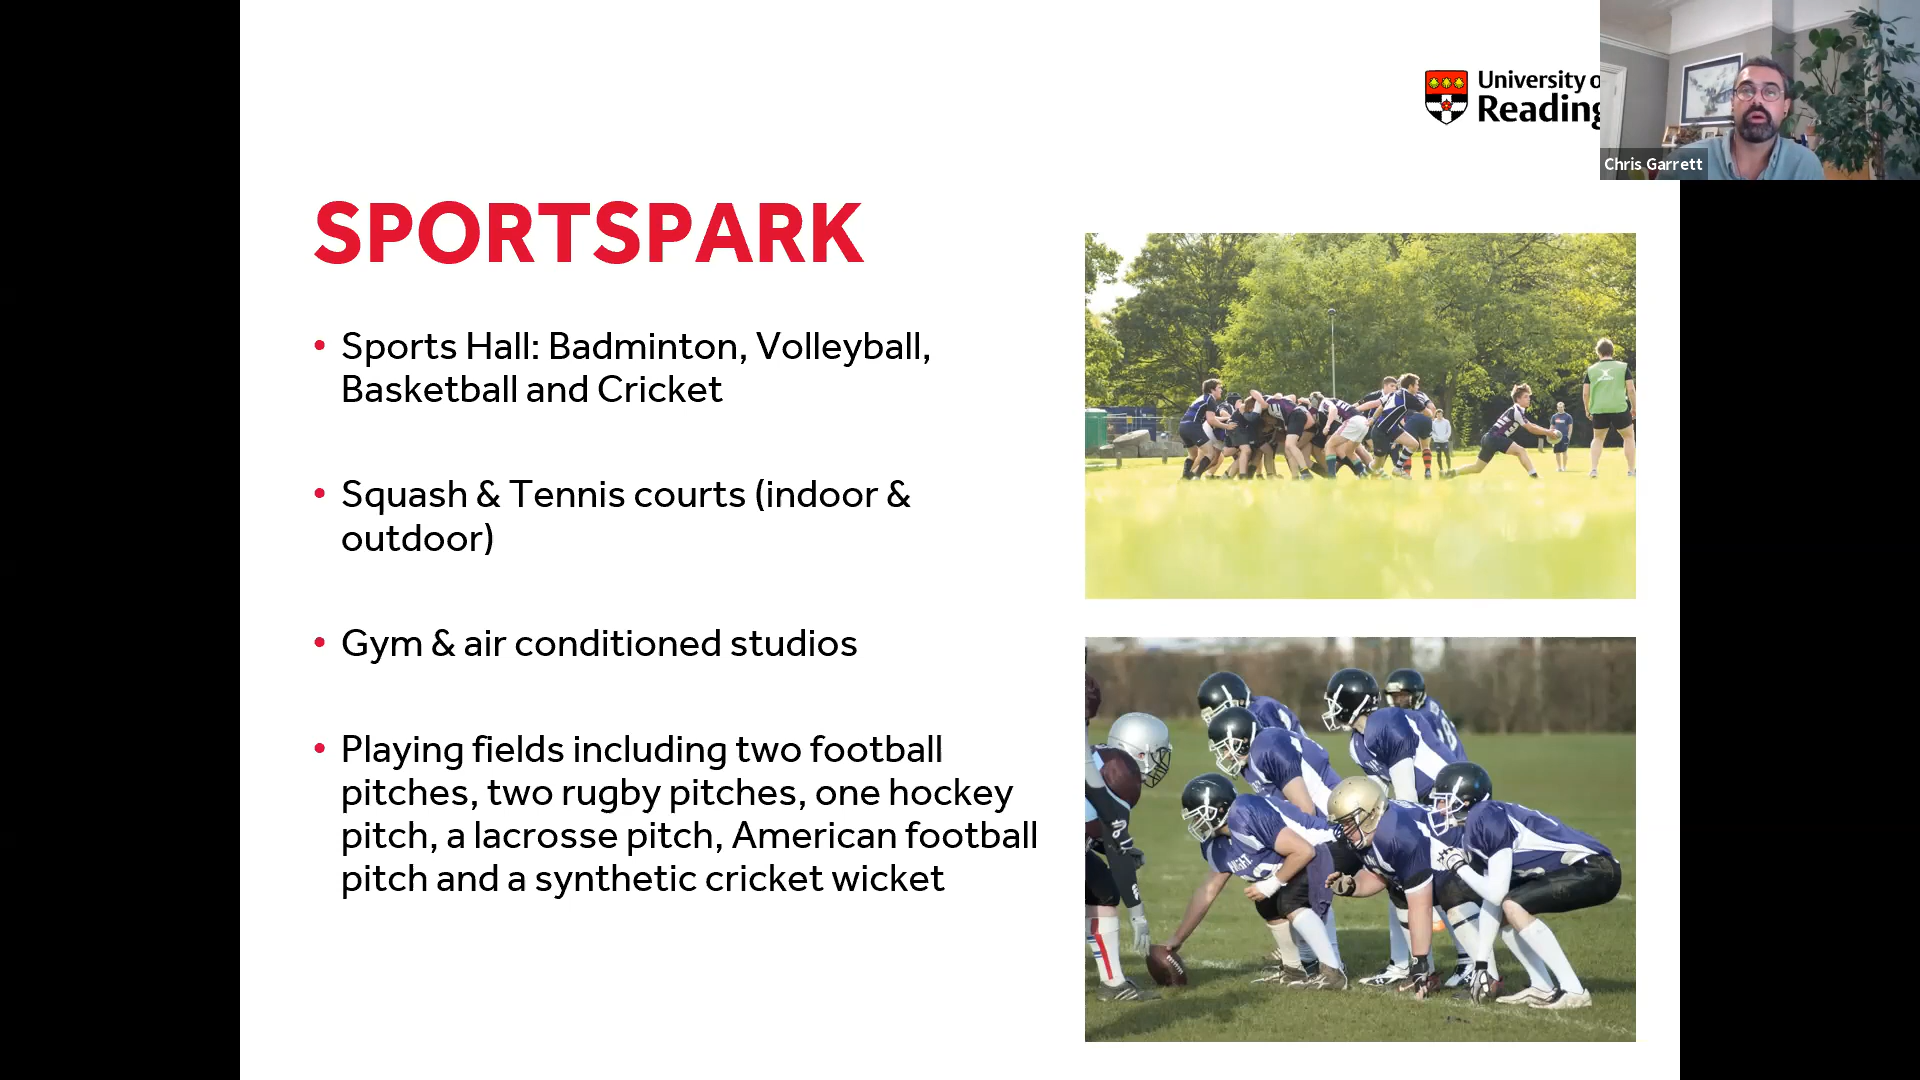 University o
Reading
Chris Garrett
SPORTSPARK
• Sports Hall: Badminton, Volleyball,
Basketball and Cricket
• Squash & Tennis courts (indoor &
outdoor)
• Gym & air conditioned studios
• Playing fields including two football
pitches, two rugby pitches, one hockey
pitch, a lacrosse pitch, American football
pitch and a synthetic cricket wicket